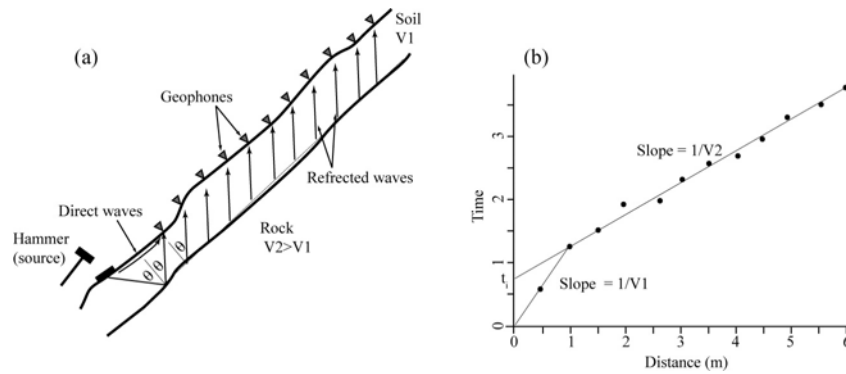 (a)
Soil
V1
Geophones
Refrected waves
Direct waves
Rock
V2>V1
Hammer
(source)
θ
θ
θ
(b)
Time
3
2
1
t
0
Slope = 1/V2
Slope = 1/V1
0 1 2 3 4 5 6
Distance (m)